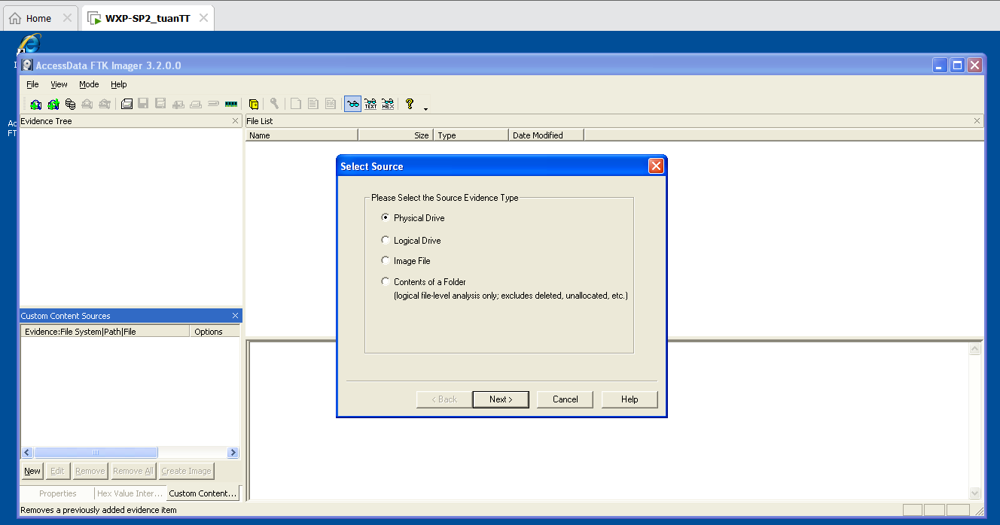 Home
WXP-SP2_tuanTT
AccessData FTK Imager 3.2.0.0
File View Mode Help
TEXT HEX
Evidence Tree
File List
Ac
FT
Name Size Type Date Modified
Select Source
Please Select the Source Evidence Type
Physical Drive
Logical Drive
Image File
Contents of a Folder
(logical file-level analysis only; excludes deleted, unallocated, etc.)
Custom Content Sources
Evidence:File System|Path|File Options
< Back Next > Cancel Help
New Edit Remove Remove All Create Image
Properties Hex Value Inter... Custom Content...
Removes a previously added evidence item